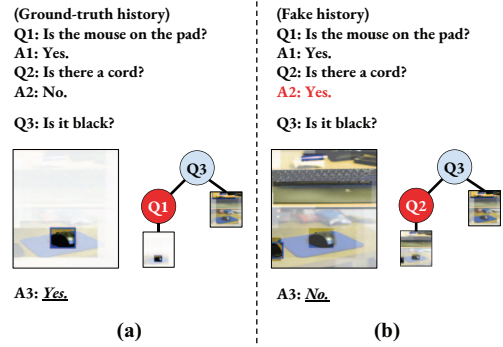 (Ground-truth history)
Q1: Is the mouse on the pad?
A1: Yes.
Q2: Is there a cord?
A2: No.
Q3: Is it black?
Q3
Q1
A3: Yes.
(a)
(Fake history)
Q1: Is the mouse on the pad?
A1: Yes.
Q2: Is there a cord?
A2: Yes.
Q3: Is it black?
Q3
Q2
A3: No.
(b)